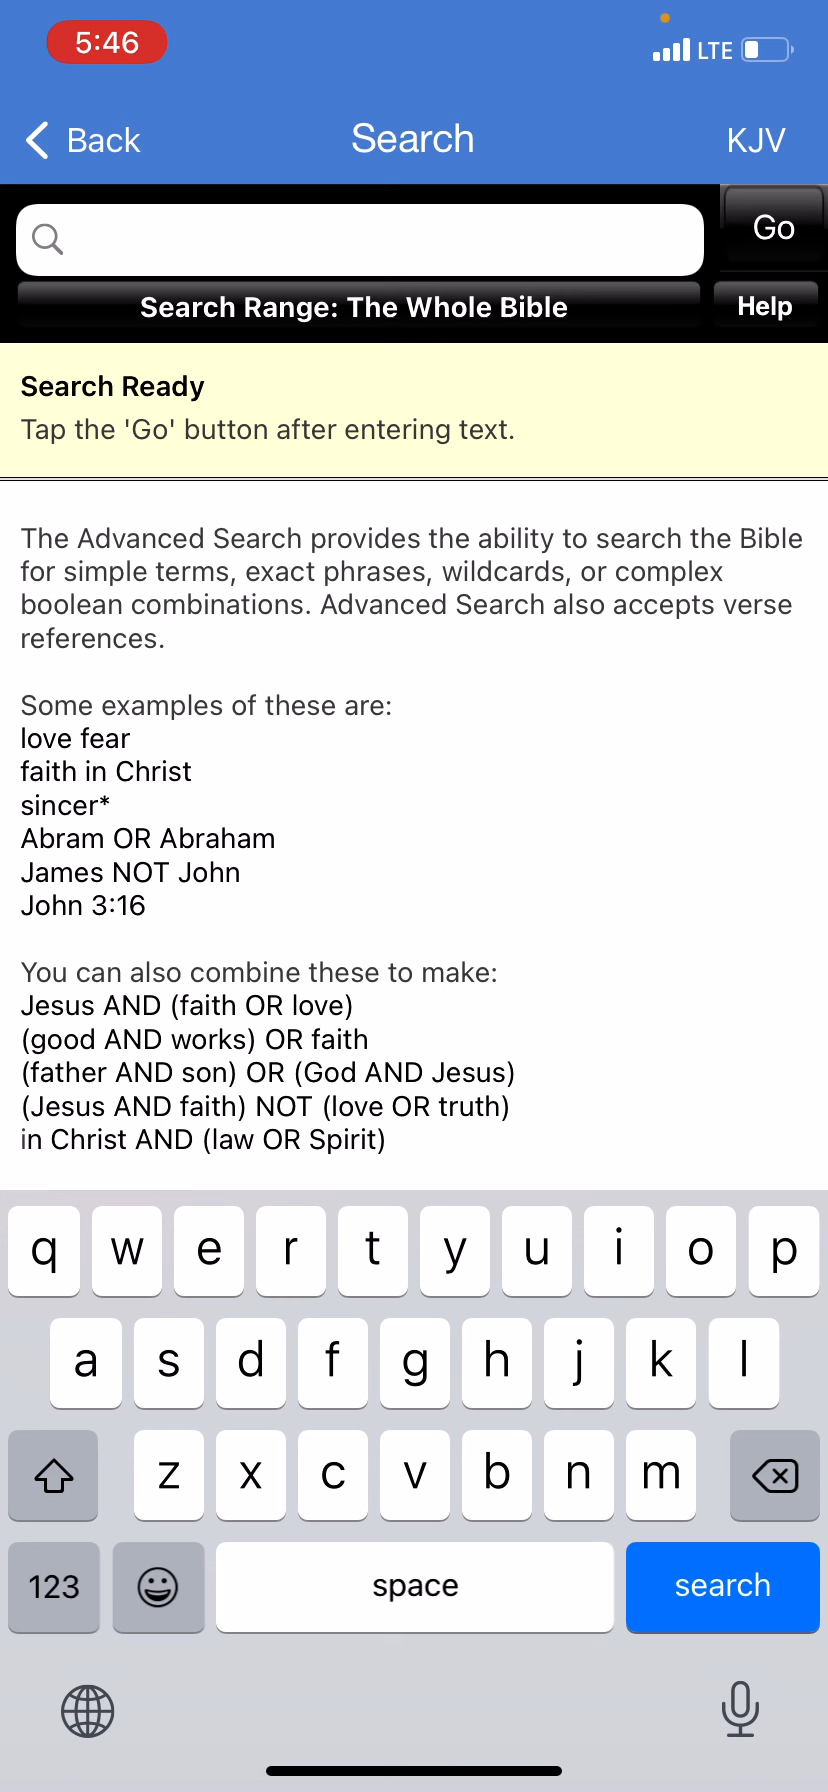 5:46
LTE
Back
Search
KJV
Go
Search Range: The Whole Bible
Help
Search Ready
Tap the 'Go' button after entering text.
The Advanced Search provides the ability to search the Bible
for simple terms, exact phrases, wildcards, or complex
boolean combinations. Advanced Search also accepts verse
references.
Some examples of these are:
love fear
faith in Christ
sincer*
Abram OR Abraham
James NOT John
John 3:16
You can also combine these to make:
Jesus AND (faith OR love)
(good AND works) OR faith
(father AND son) OR (God AND Jesus)
(Jesus AND faith) NOT (love OR truth)
in Christ AND (law OR Spirit)
q w e r t y u i o p
a s d f g h j k l
z x c v b n m
123
space
search